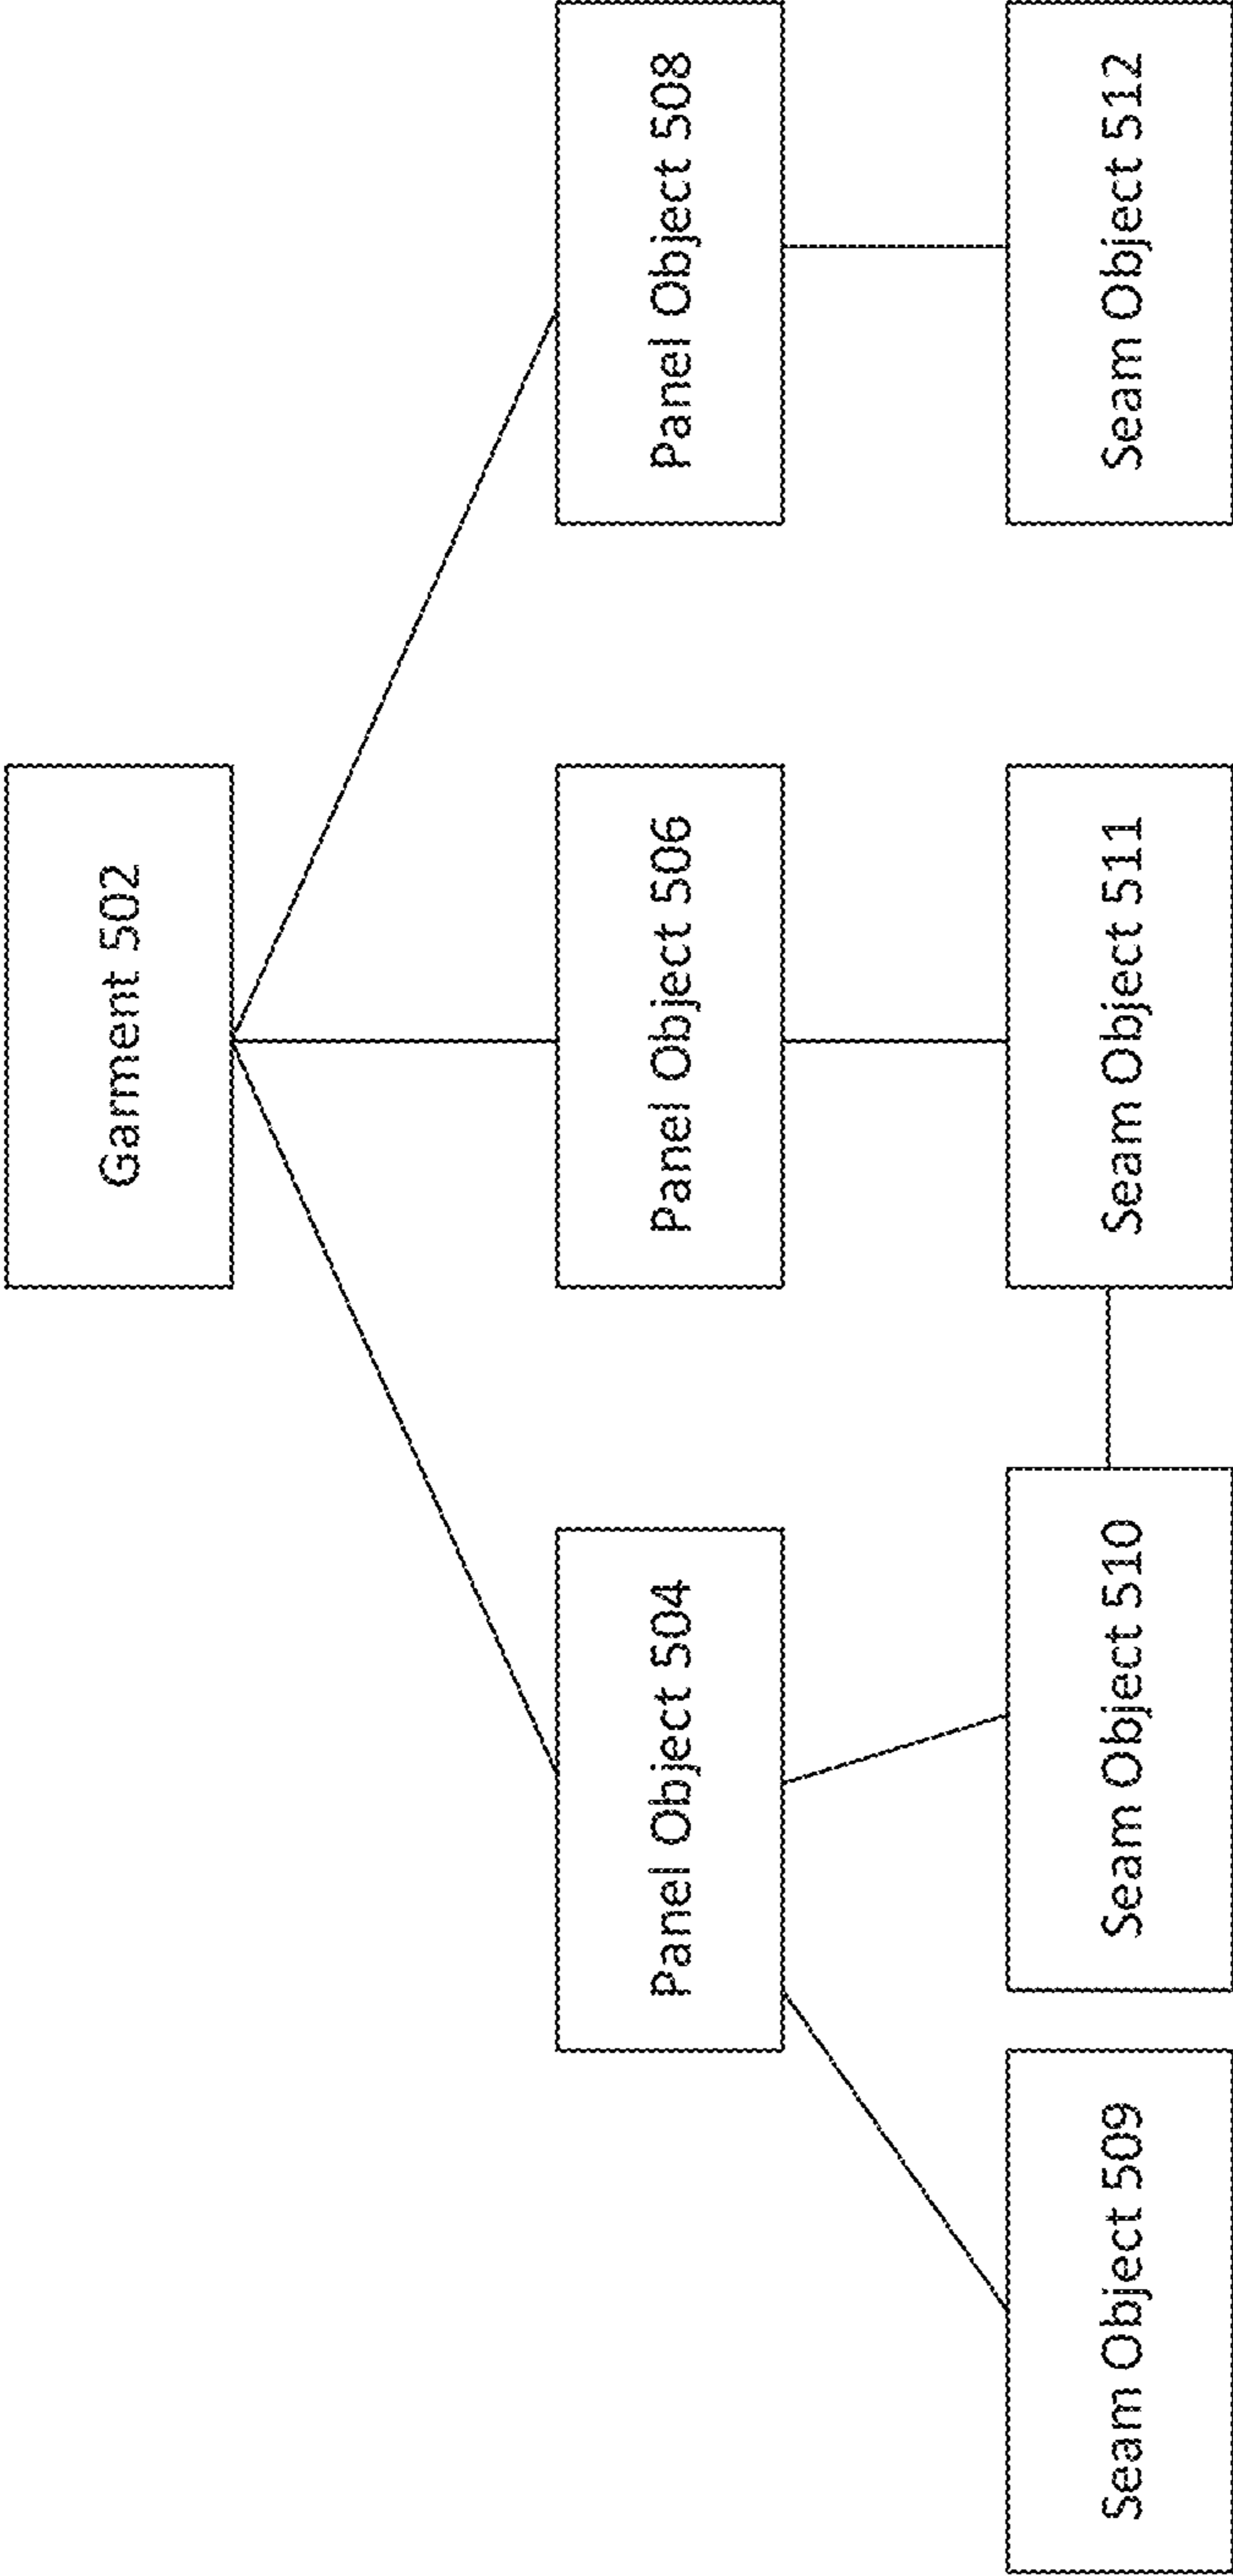 Garment 502
Panel Object 504
Panel Object 506
Panel Object 508
Seam Object 509
Seam Object 510
Seam Object 511
Seam Object 512